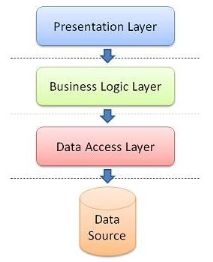 Presentation Layer
Business Logic Layer
Data Access Layer
Data
Source